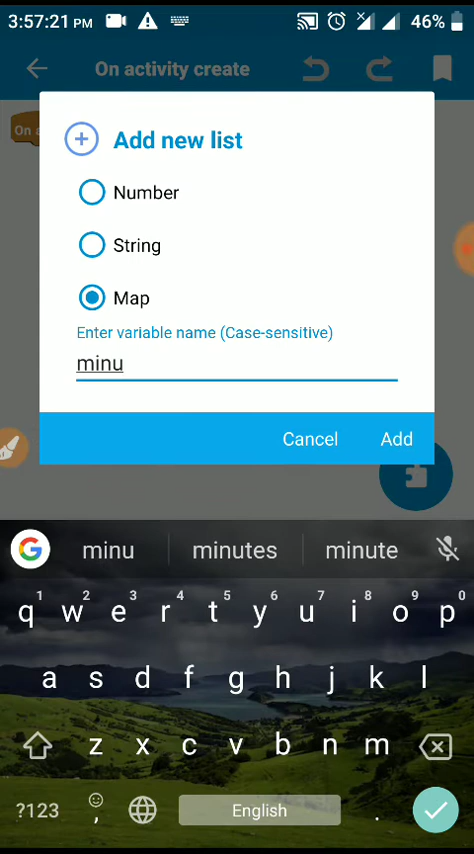 3:57:21 PM 46%
On activity create
On a
Add new list
Number
String
Map
Enter variable name (Case-sensitive)
minu
Cancel Add
G minu minutes minute
1 2 3 4 5 6 7 8 9 0
q w e r t y u i o p
a s d f g h j k l
z x c v b n m
?123 , English .